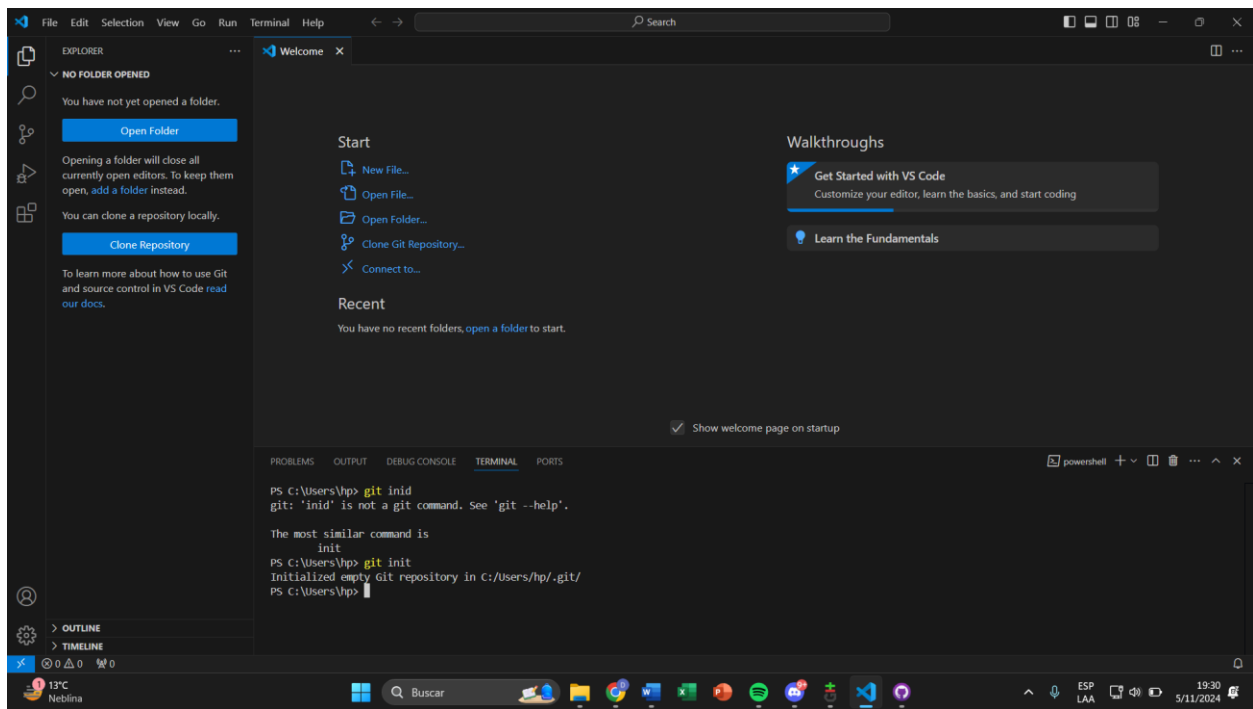 File Edit Selection View Go Run Terminal Help
Search
EXPLORER
Welcome
NO FOLDER OPENED
You have not yet opened a folder.
Open Folder
Opening a folder will close all
currently open editors. To keep them
open, add a folder instead.
You can clone a repository locally.
Clone Repository
To learn more about how to use Git
and source control in VS Code read
our docs.
OUTLINE
TIMELINE
Start
New File...
Open File...
Open Folder...
Clone Git Repository...
Connect to...
Recent
You have no recent folders, open a folder to start.
Walkthroughs
Get Started with VS Code
Customize your editor, learn the basics, and start coding
Learn the Fundamentals
Show welcome page on startup
PROBLEMS OUTPUT DEBUG CONSOLE TERMINAL PORTS
powershell
PS C:\Users\hp> git inid
git: 'inid' is not a git command. See 'git --help'.
The most similar command is
init
PS C:\Users\hp> git init
Initialized empty Git repository in C:/Users/hp/.git/
PS C:\Users\hp>
0 0 0
1
13°C
Neblina
Buscar
ESP
LAA
19:30
5/11/2024